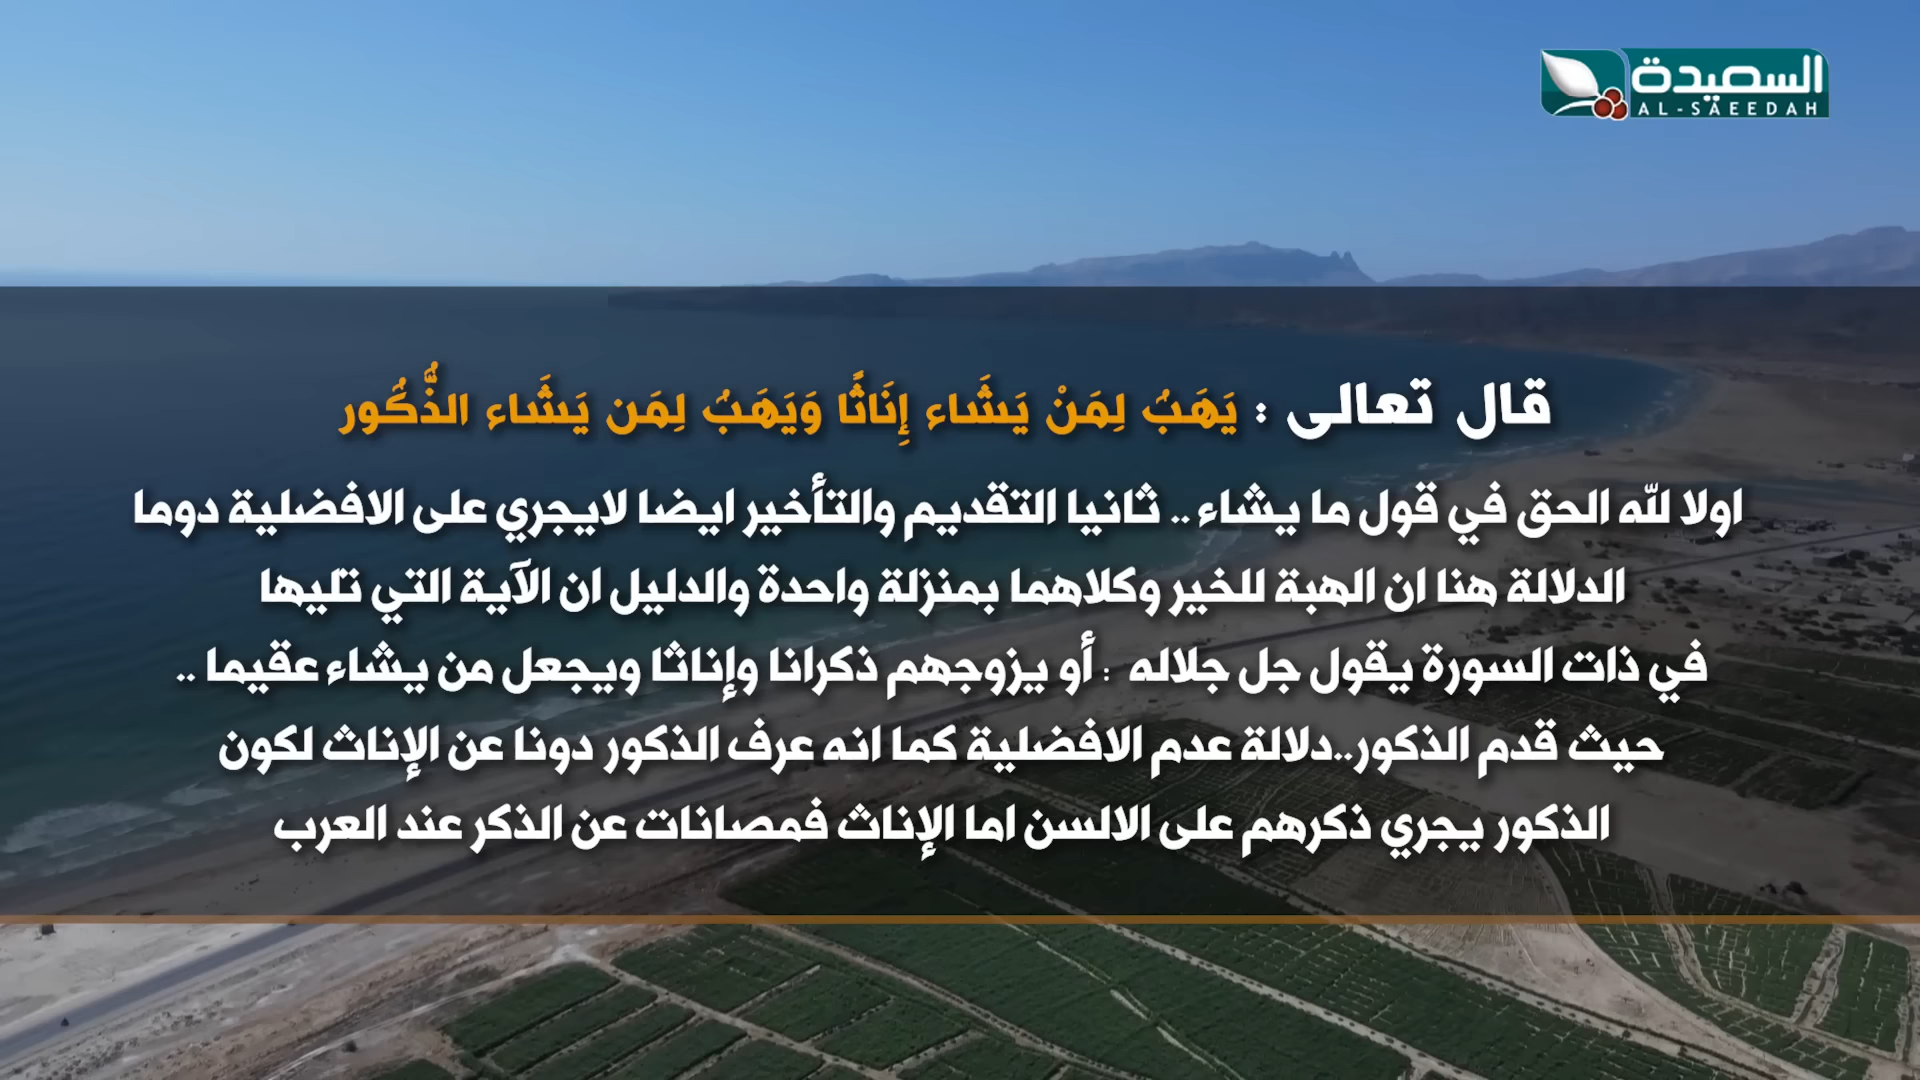 السعيدة
AL-SAEEDAH
قال تعالى : يَهَبُ لِمَنْ يَشَاء إِنَاثًا وَيَهَبُ لِمَن يَشَاء الذُّكُور
اولا لله الحق في قول ما يشاء .. ثانيا التقديم والتأخير ايضا لايجري على الافضلية دوما
الدلالة هنا ان الهبة للخير وكلاهما بمنزلة واحدة والدليل ان الآية التي تليها
في ذات السورة يقول جل جلاله : أو يزوجهم ذكرانا وإناثا ويجعل من يشاء عقيما ..
حيث قدم الذكور..دلالة عدم الافضلية كما انه عرف الذكور دونا عن الإناث لكون
الذكور يجري ذكرهم على الالسن اما الإناث فمصانات عن الذكر عند العرب